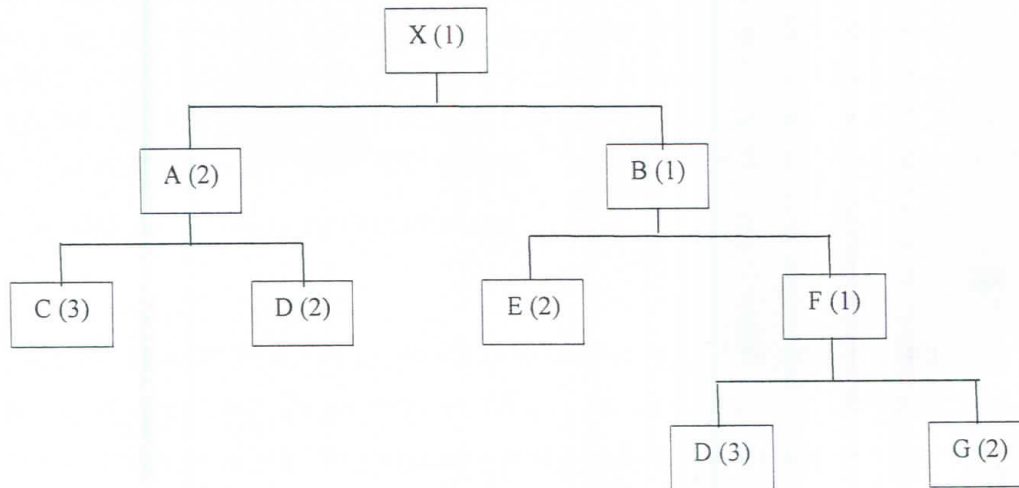 X (1)
A (2)
B (1)
C (3)
D (2)
E (2)
F (1)
D (3)
G (2)